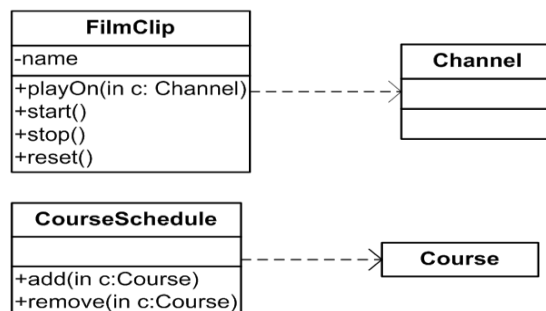 FilmClip
-name
+playOn(in c: Channel)
+start()
+stop()
+reset()
Channel
CourseSchedule
+add(in c:Course)
+remove(in c:Course)
Course